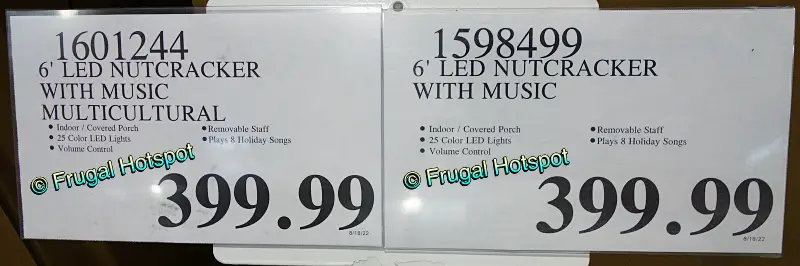 1601244
6' LED NUTCRACKER
WITH MUSIC
MULTICULTURAL
• Indoor / Covered Porch
• 25 Color LED Lights
• Volume Control
• Removable Staff
• Plays 8 Holiday Songs
© Frugal Hotspot
399.99
8/18/22
1598499
6' LED NUTCRACKER
WITH MUSIC
• Indoor / Covered Porch
• 25 Color LED Lights
• Volume Control
• Removable Staff
• Plays 8 Holiday Songs
© Frugal Hotspot
399.99
8/18/22